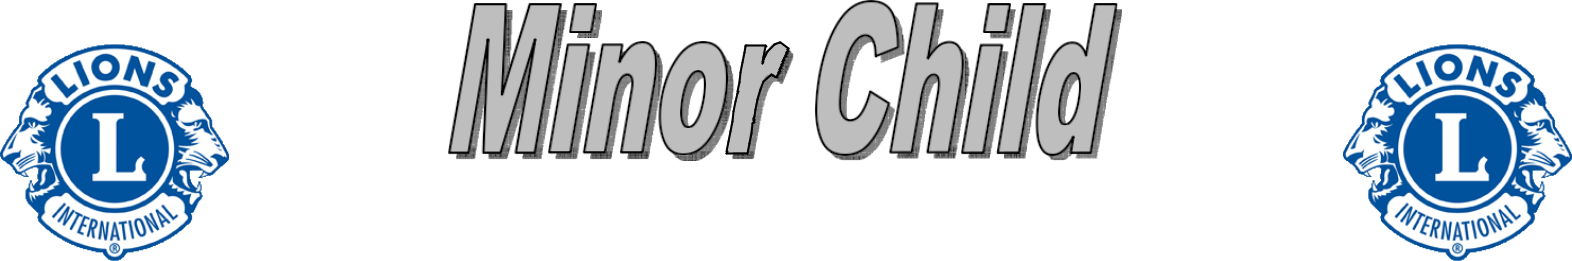 Minor Child
LIONS
L
INTERNATIONAL
®
LIONS
L
INTERNATIONAL
®